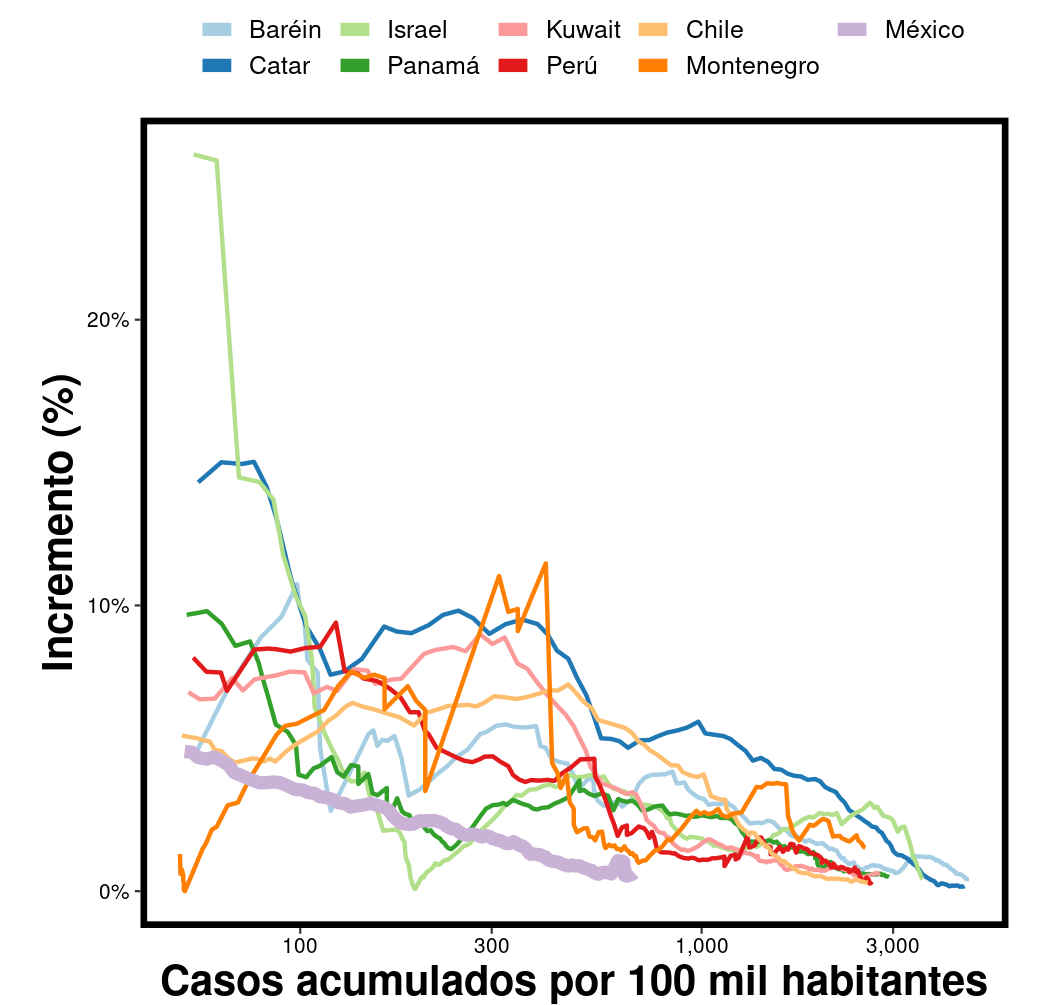 Baréin Israel Kuwait Chile México
Catar Panamá Perú Montenegro
Incremento (%)
20%
10%
0%
100 300 1,000 3,000
Casos acumulados por 100 mil habitantes